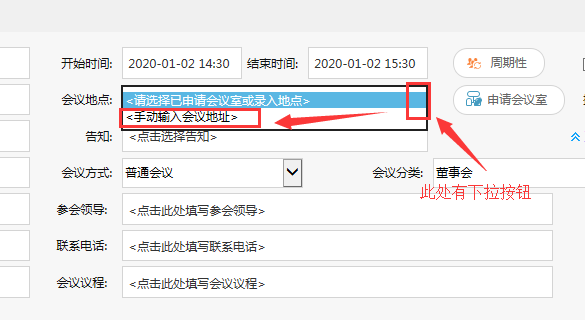 开始时间: 2020-01-02 14:30 结束时间: 2020-01-02 15:30 周期性
会议地点: <请选择已申请会议室或录入地点> 申请会议室
<手动输入会议地址>
告知: <点击选择告知>
会议方式: 普通会议 会议分类: 董事会
此处有下拉按钮
参会领导: <点击此处填写参会领导>
联系电话: <点击此处填写联系电话>
会议议程: <点击此处填写会议议程>